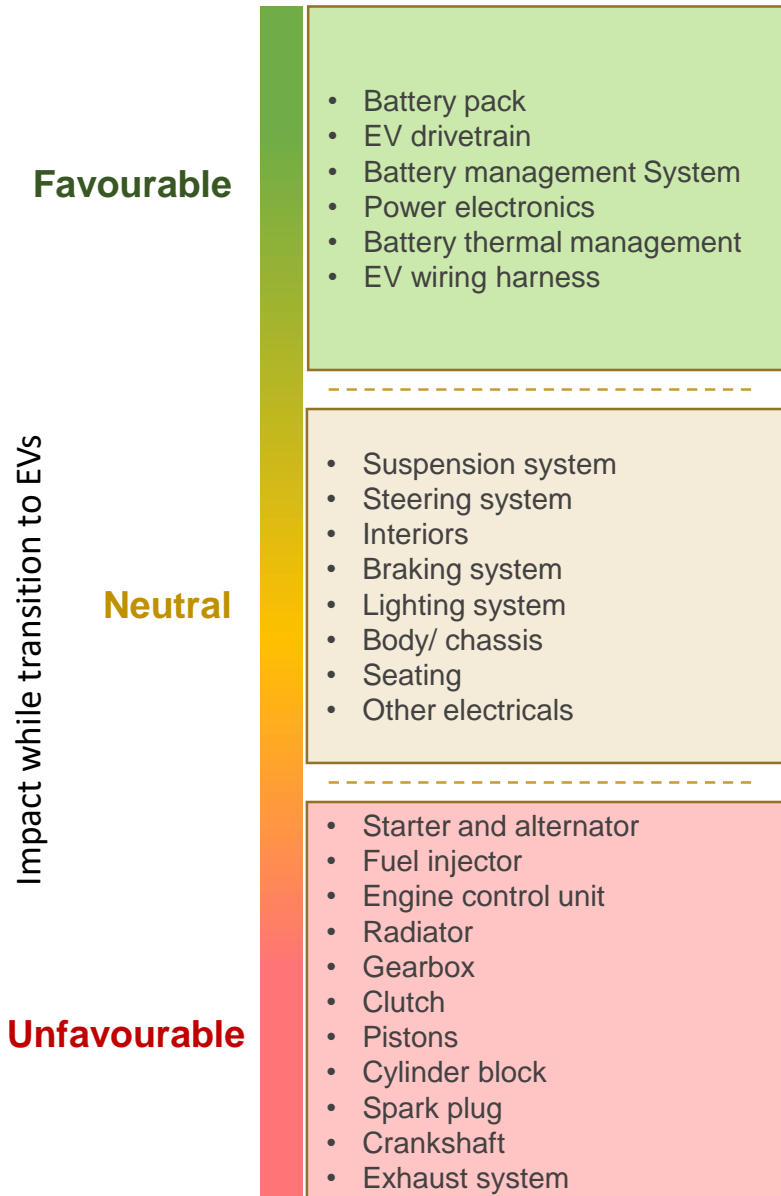 Impact while transition to EVs
Favourable
• Battery pack
• EV drivetrain
• Battery management System
• Power electronics
• Battery thermal management
• EV wiring harness
Neutral
• Suspension system
• Steering system
• Interiors
• Braking system
• Lighting system
• Body/ chassis
• Seating
• Other electricals
Unfavourable
• Starter and alternator
• Fuel injector
• Engine control unit
• Radiator
• Gearbox
• Clutch
• Pistons
• Cylinder block
• Spark plug
• Crankshaft
• Exhaust system